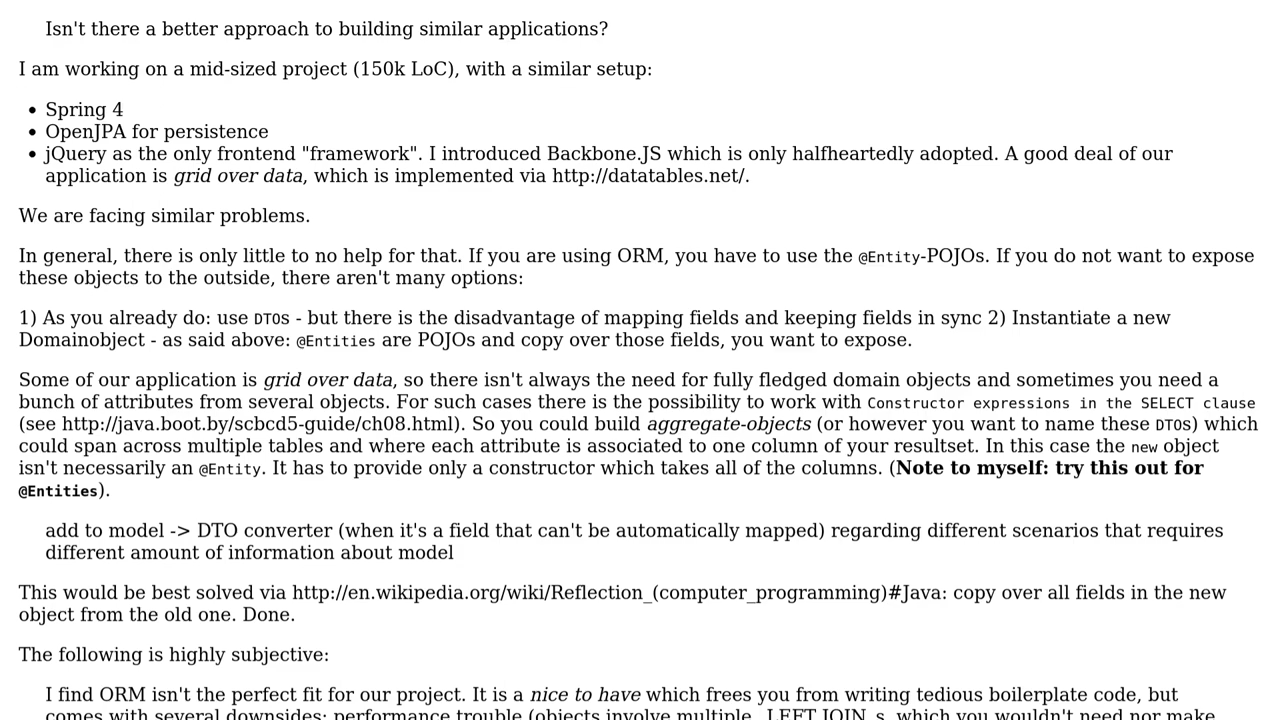 Isn't there a better approach to building similar applications?
I am working on a mid-sized project (150k LoC), with a similar setup:
• Spring 4
• OpenJPA for persistence
• jQuery as the only frontend "framework". I introduced Backbone.JS which is only halfheartedly adopted. A good deal of our
application is grid over data, which is implemented via http://datatables.net/.
We are facing similar problems.
In general, there is only little to no help for that. If you are using ORM, you have to use the @Entity-POJOs. If you do not want to expose
these objects to the outside, there aren't many options:
1) As you already do: use DTOs - but there is the disadvantage of mapping fields and keeping fields in sync 2) Instantiate a new
Domainobject - as said above: @Entities are POJOs and copy over those fields, you want to expose.
Some of our application is grid over data, so there isn't always the need for fully fledged domain objects and sometimes you need a
bunch of attributes from several objects. For such cases there is the possibility to work with Constructor expressions in the SELECT clause
(see http://java.boot.by/scbcd5-guide/ch08.html). So you could build aggregate-objects (or however you want to name these DTOs) which
could span across multiple tables and where each attribute is associated to one column of your resultset. In this case the new object
isn't necessarily an @Entity. It has to provide only a constructor which takes all of the columns. (Note to myself: try this out for
@Entities).
add to model -> DTO converter (when it's a field that can't be automatically mapped) regarding different scenarios that requires
different amount of information about model
This would be best solved via http://en.wikipedia.org/wiki/Reflection_(computer_programming)#Java: copy over all fields in the new
object from the old one. Done.
The following is highly subjective:
I find ORM isn't the perfect fit for our project. It is a nice to have which frees you from writing tedious boilerplate code, but
comes with several downsides: performance trouble (objects involve multiple _LEFT JOIN_s, which you wouldn't need nor make